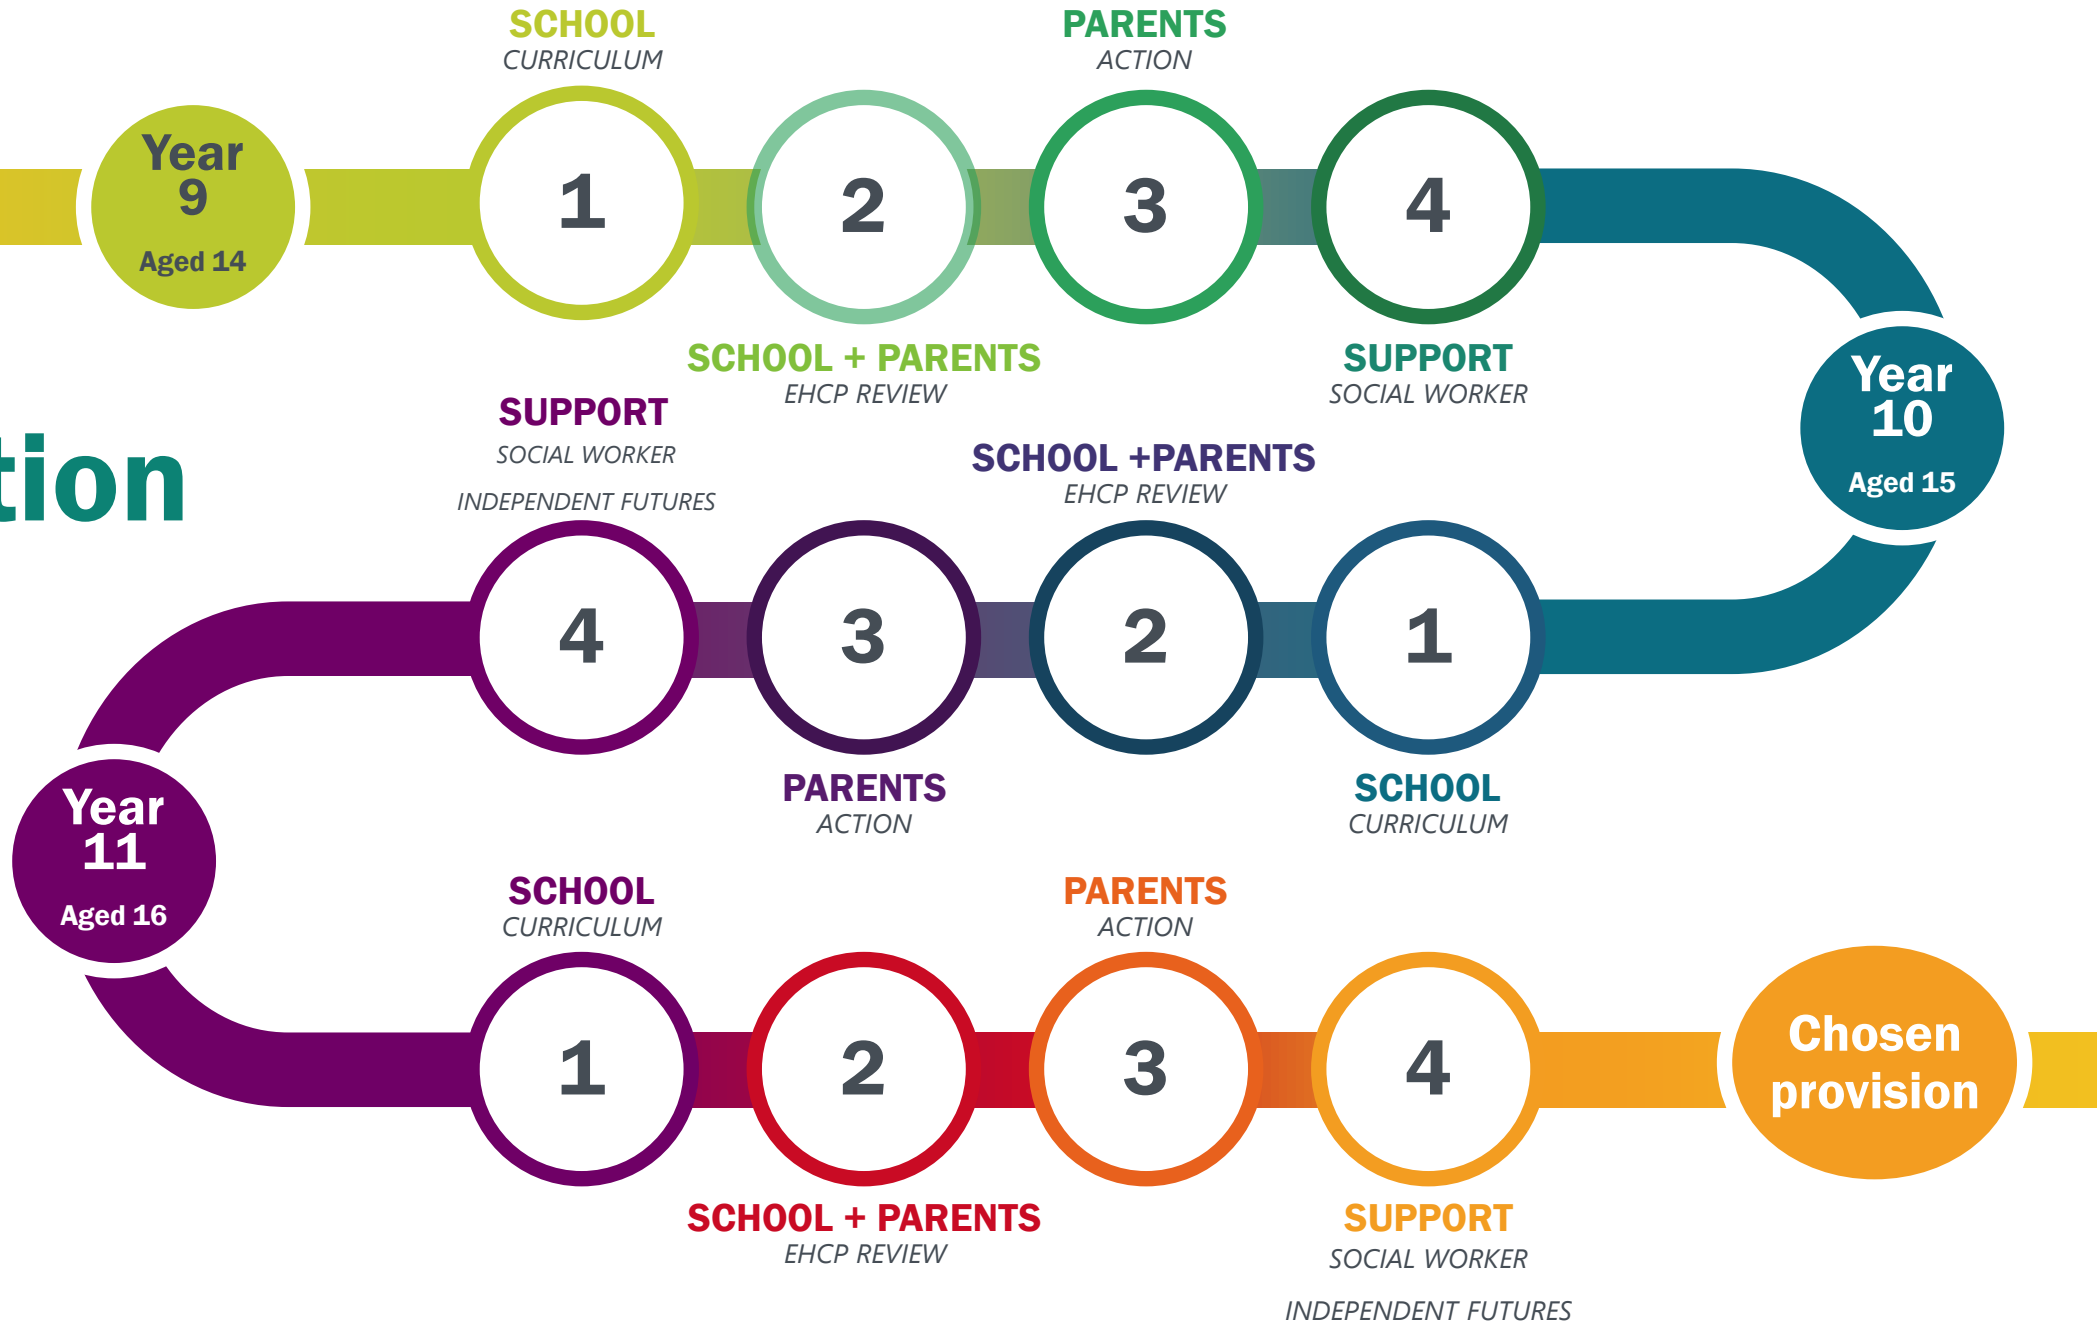 SCHOOL
CURRICULUM
PARENTS
ACTION
Year
9
Aged 14
1
2
3
4
SCHOOL + PARENTS
EHCP REVIEW
SUPPORT
SOCIAL WORKER
Year
10
Aged 15
tion
SUPPORT
SOCIAL WORKER
INDEPENDENT FUTURES
SCHOOL +PARENTS
EHCP REVIEW
4
3
2
1
PARENTS
ACTION
SCHOOL
CURRICULUM
Year
11
Aged 16
SCHOOL
CURRICULUM
PARENTS
ACTION
1
2
3
4
Chosen
provision
SCHOOL + PARENTS
EHCP REVIEW
SUPPORT
SOCIAL WORKER
INDEPENDENT FUTURES